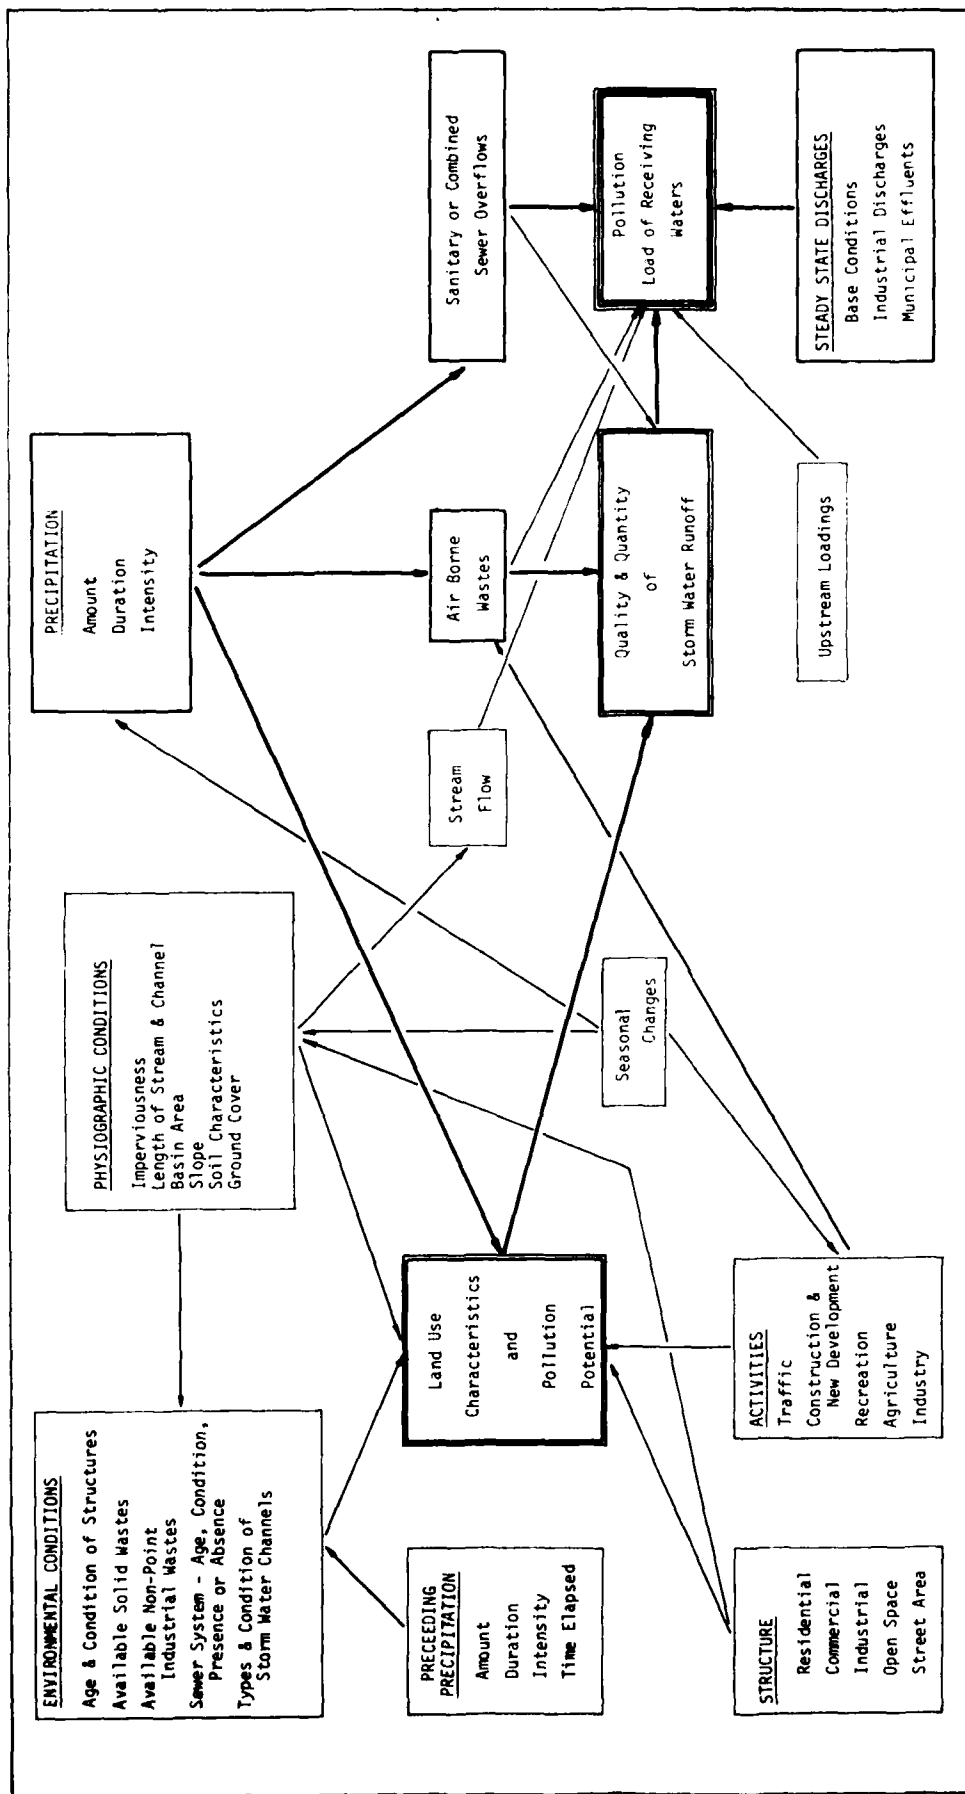 ENVIRONMENTAL CONDITIONS
Age & Condition of Structures
Available Solid Wastes
Available Non-Point
Industrial Wastes
Sewer System - Age, Condition,
Presence or Absence
Types & Condition of
Storm Water Channels
PHYSIOGRAPHIC CONDITIONS
Imperviousness
Length of Stream & Channel
Basin Area
Slope
Soil Characteristics
Ground Cover
PRECIPITATION
Amount
Duration
Intensity
PRECEEDING
PRECIPITATION
Amount
Duration
Intensity
Time Elapsed
Land Use
Characteristics
and
Pollution
Potential
Stream
Flow
Air Borne
Wastes
Sanitary or Combined
Sewer Overflows
Seasonal
Changes
Quality & Quantity
of
Storm Water Runoff
Pollution
Load of Receiving
Waters
STRUCTURE
Residential
Commercial
Industrial
Open Space
Street Area
ACTIVITIES
Traffic
Construction &
New Development
Recreation
Agriculture
Industry
Upstream Loadings
STEADY STATE DISCHARGES
Base Conditions
Industrial Discharges
Municipal Effluents